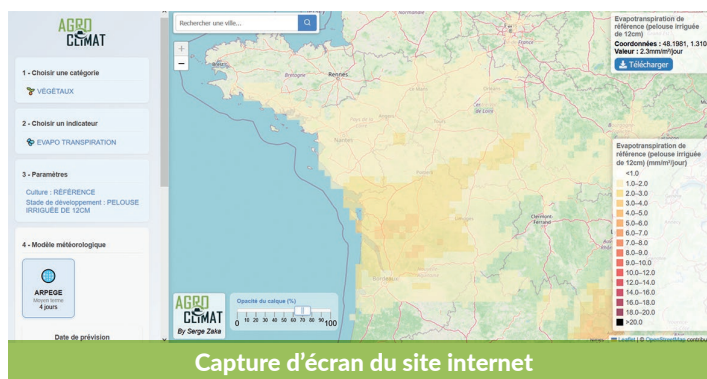 AGRO
CLIMAT
1 - Choisir une catégorie
VÉGÉTAUX
2 - Choisir un indicateur
EVAPO TRANSPIRATION
3 - Paramètres
Culture : RÉFÉRENCE
Stade de développement : PELOUSE
IRRIGUÉE DE 12CM
4 - Modèle météorologique
ARPEGE
Moyen terme
4 jours
Date de prévision
Rechercher une ville...
+
−
Brest
Bretagne
Rennes
Nantes
Limoges
Clermont-
Ferrand
Bordeaux
Evapotranspiration de
référence (pelouse irriguée
de 12cm)
Coordonnées : 48.1981, 1.310
Valeur : 2.3mm/m²/jour
Télécharger
Evapotranspiration de
référence (pelouse irriguée
de 12cm) (mm/m²/jour)
<1.0
1.0–2.0
2.0–3.0
3.0–4.0
4.0–5.0
5.0–6.0
6.0–7.0
7.0–8.0
8.0–9.0
9.0–10.0
10.0–12.0
12.0–14.0
14.0–16.0
16.0–18.0
18.0–20.0
>20.0
AGRO
CLIMAT
By Serge Zaka
Opacité du calque (%)
0 10 20 30 40 50 60 70 80 90 100
Leaflet | © OpenStreetMap contribu
Capture d'écran du site internet